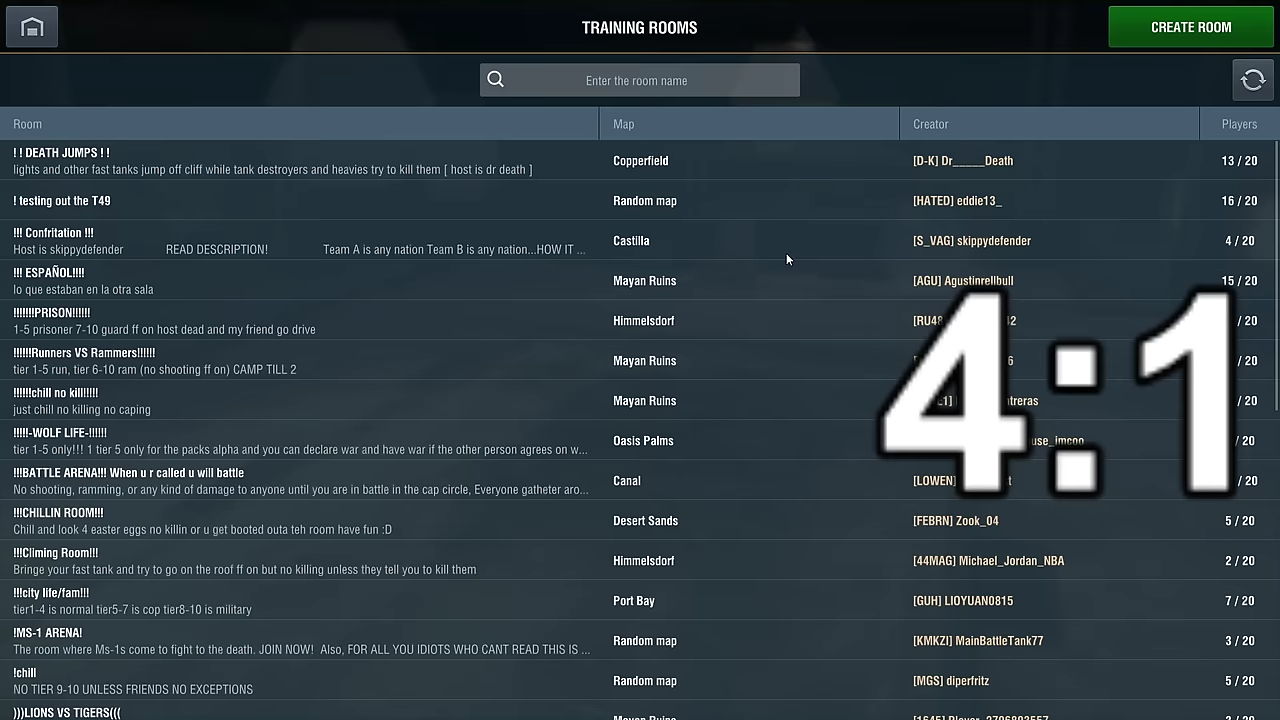 TRAINING ROOMS
CREATE ROOM
Enter the room name
Room Map Creator Players
! ! DEATH JUMPS ! ! 
lights and other fast tanks jump off cliff while tank destroyers and heavies try to kill them [ host is dr death ]
Copperfield [D-K] Dr_____Death 13 / 20
! testing out the T49 Random map [HATED] eddie13_ 16 / 20
!!! Confritation !!!
Host is skippydefender READ DESCRIPTION! Team A is any nation Team B is any nation...HOW IT ...
Castilla [S_VAG] skippydefender 4 / 20
!!! ESPAÑOL!!!!
lo que estaban en la otra sala
Mayan Ruins [AGU] Agustinrellbull 15 / 20
!!!!!!!PRISON!!!!!!
1-5 prisoner 7-10 guard ff on host dead and my friend go drive
Himmelsdorf / 20
!!!!!!Runners VS Rammers!!!!!!
tier 1-5 run, tier 6-10 ram (no shooting ff on) CAMP TILL 2
Mayan Ruins / 20
!!!!!!chill no kill!!!!!!
just chill no killing no caping
Mayan Ruins / 20
!!!!!-WOLF LIFE-!!!!!!
tier 1-5 only!!! 1 tier 5 only for the packs alpha and you can declare war and have war if the other person agrees on w...
Oasis Palms / 20
!!!BATTLE ARENA!!! When u r called u will battle
No shooting, ramming, or any kind of damage to anyone until you are in battle in the cap circle, Everyone gatheter aro...
Canal [LOWEN] / 20
!!!CHILLIN ROOM!!!
Chill and look 4 easter eggs no killin or u get booted outa teh room have fun :D
Desert Sands [FEBRN] Zook_04 5 / 20
!!!Climing Room!!!
Bringe your fast tank and try to go on the roof ff on but no killing unless they tell you to kill them
Himmelsdorf [44MAG] Michael_Jordan_NBA 2 / 20
!!!city life/fam!!!
tier1-4 is normal tier5-7 is cop tier8-10 is military
Port Bay [GUH] LIOYUAN0815 7 / 20
!MS-1 ARENA!
The room where Ms-1s come to fight to the death. JOIN NOW! Also, FOR ALL YOU IDIOTS WHO CANT READ THIS IS ...
Random map [KMKZI] MainBattleTank77 3 / 20
!chill
NO TIER 9-10 UNLESS FRIENDS NO EXCEPTIONS
Random map [MGS] diperfritz 5 / 20
)))LIONS VS TIGERS(((
Mayan Ruins
4:1